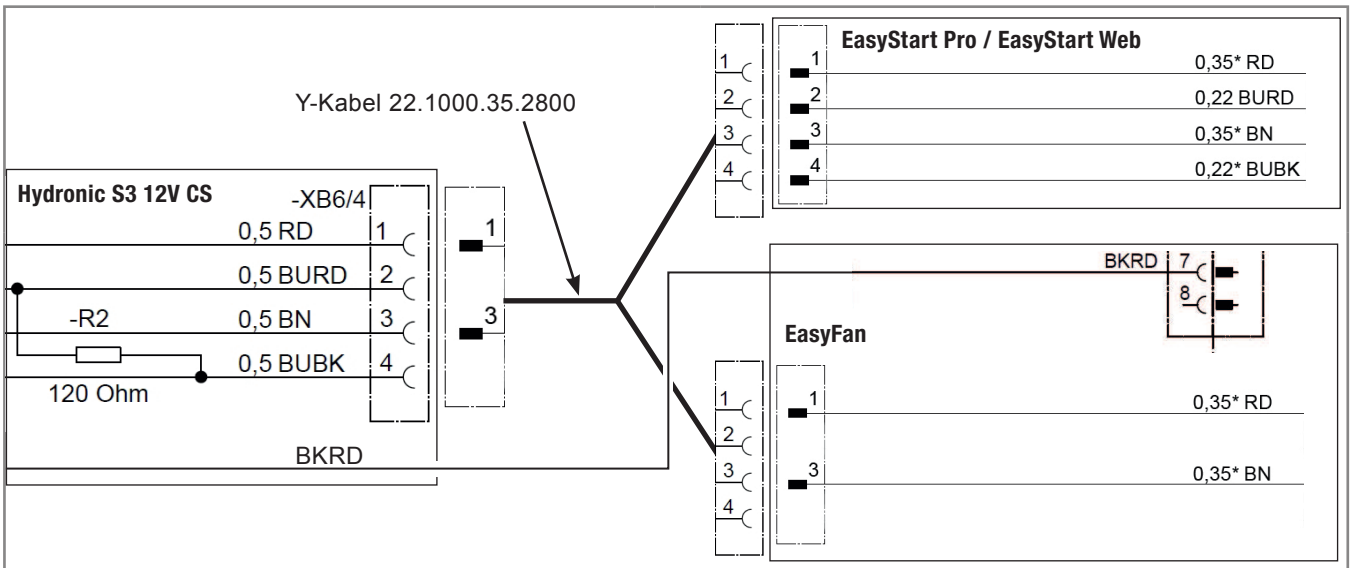 EasyStart Pro / EasyStart Web
1
2
3
4
1
2
3
4
0,35* RD
0,22 BURD
0,35* BN
0,22* BUBK
Y-Kabel 22.1000.35.2800
Hydronic S3 12V CS
-XB6/4
0,5 RD
0,5 BURD
0,5 BN
0,5 BUBK
1
2
3
4
-R2
120 Ohm
BKRD
1
3
BKRD
7
8
EasyFan
1
2
3
4
1
3
0,35* RD
0,35* BN